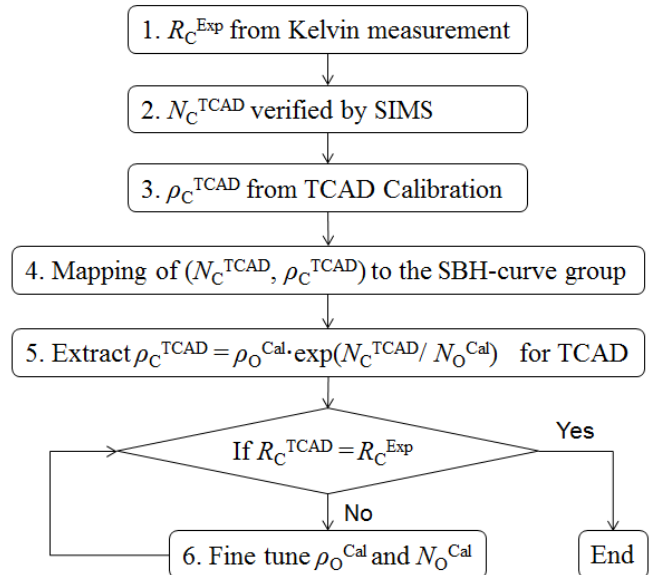 1. R_C^Exp from Kelvin measurement
2. N_C^TCAD verified by SIMS
3. ρ_C^TCAD from TCAD Calibration
4. Mapping of (N_C^TCAD, ρ_C^TCAD) to the SBH-curve group
5. Extract ρ_C^TCAD = ρ_O^Cal·exp(N_C^TCAD/ N_O^Cal) for TCAD
If R_C^TCAD = R_C^Exp
Yes
No
6. Fine tune ρ_O^Cal and N_O^Cal
End